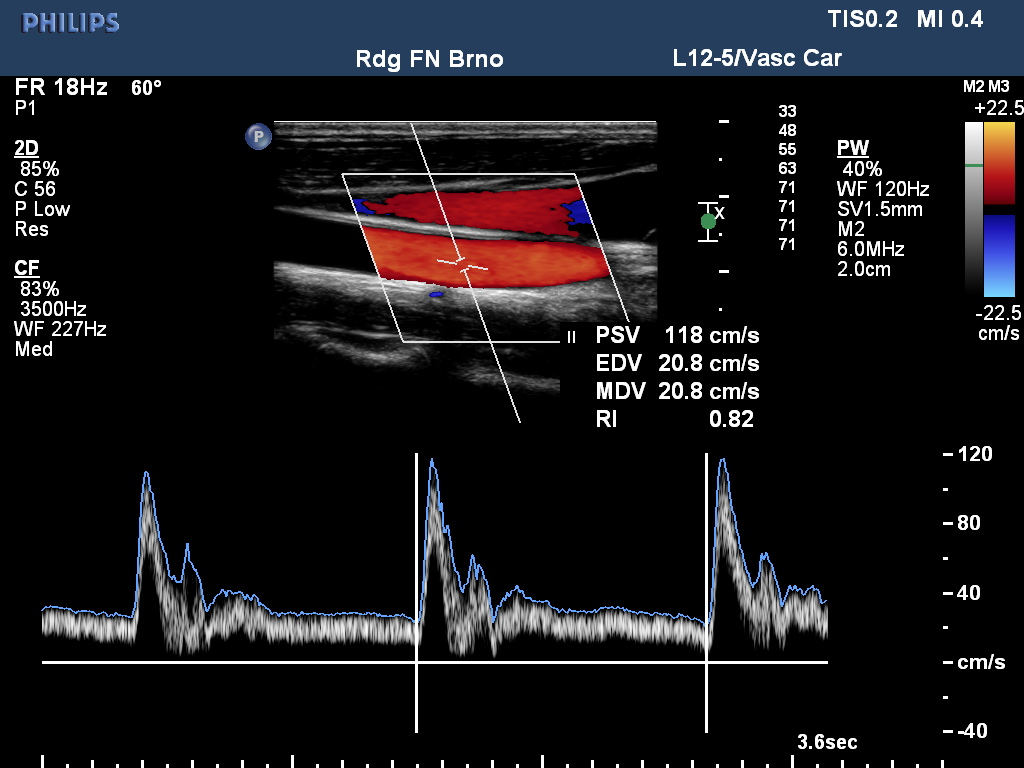 PHILIPS
TIS0.2 MI 0.4
Rdg FN Brno
L12-5/Vasc Car
FR 18Hz 60°
P1
2D
85%
C 56
P Low
Res
CF
83%
3500Hz
WF 227Hz
Med
P
33
48
55
63
71
71
71
71
X
M2 M3
+22.5
PW
40%
WF 120Hz
SV1.5mm
M2
6.0MHz
2.0cm
-22.5
cm/s
II
PSV 118 cm/s
EDV 20.8 cm/s
MDV 20.8 cm/s
RI 0.82
120
80
40
cm/s
-40
3.6sec